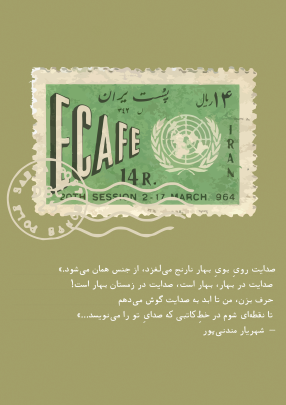 پست ایران
۱۴ ریال
ECAFE
IRAN
14 R.
20TH SESSION 2-17 MARCH 1964
صدایت رویِ بویِ بهار نارنج می‌لغزد، از جنس همان می‌شود.»
صدایت در بهار، بهار است، صدایت در زمستان بهار است!
حرف بزن، من تا ابد به صدایت گوش می‌دهم
تا نقطه‌ای شوم در خطِ‌کاتبی که صدایِ تو را می‌نویسد...»
– شهریار مندنی‌پور